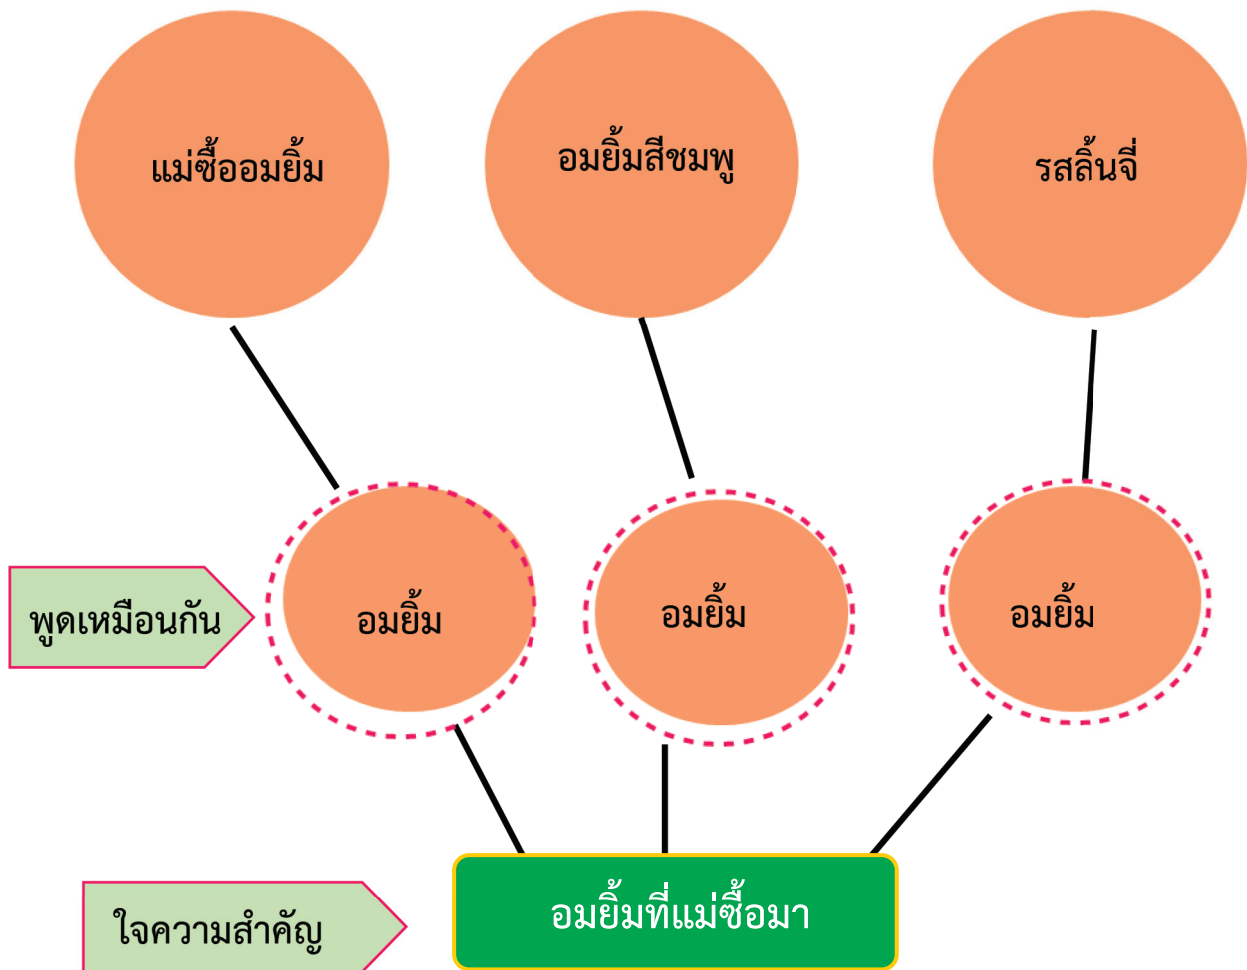 แม่ซื้ออมยิ้ม
อมยิ้มสีชมพู
รสลิ้นจี่
พูดเหมือนกัน
อมยิ้ม
อมยิ้ม
อมยิ้ม
ใจความสำคัญ
อมยิ้มที่แม่ซื้อมา